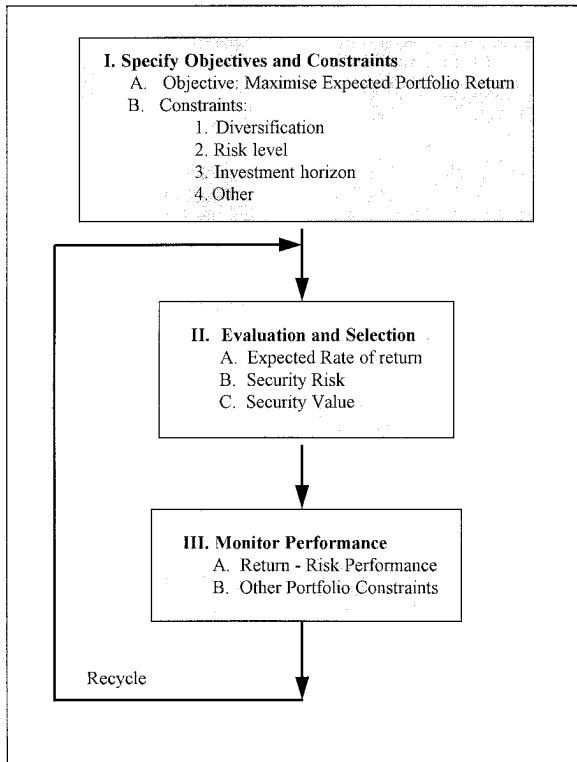 I. Specify Objectives and Constraints
A. Objective: Maximise Expected Portfolio Return
B. Constraints:
1. Diversification
2. Risk level
3. Investment horizon
4. Other
II. Evaluation and Selection
A. Expected Rate of return
B. Security Risk
C. Security Value
III. Monitor Performance
A. Return - Risk Performance
B. Other Portfolio Constraints
Recycle